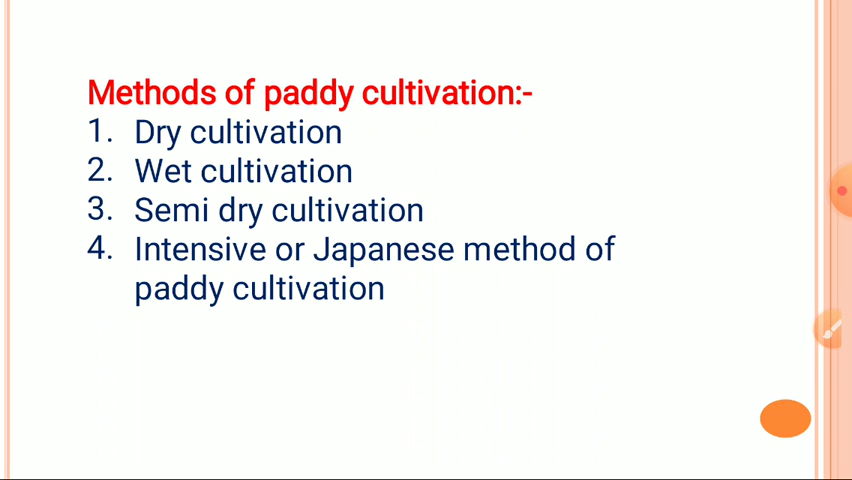 Methods of paddy cultivation:-
1. Dry cultivation
2. Wet cultivation
3. Semi dry cultivation
4. Intensive or Japanese method of
paddy cultivation